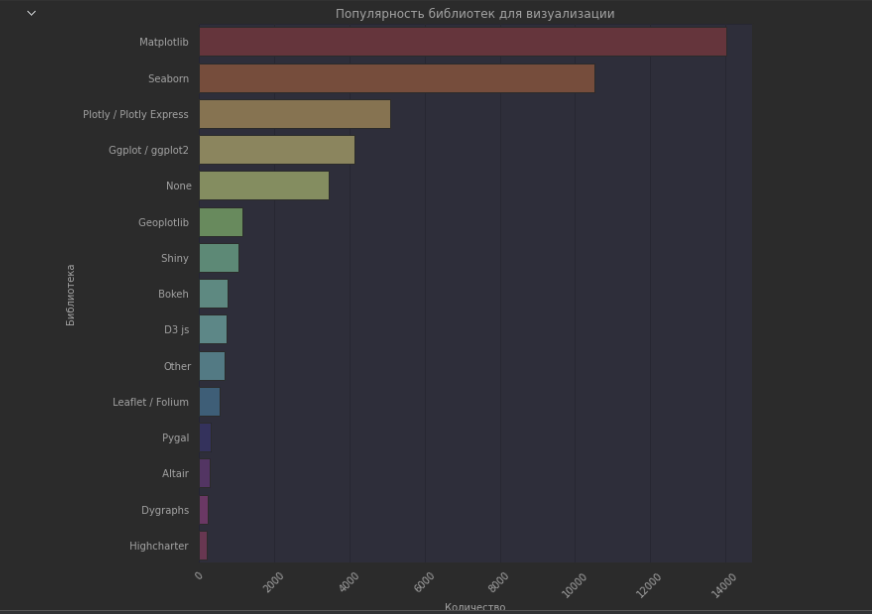 Популярность библиотек для визуализации
Matplotlib
Seaborn
Plotly / Plotly Express
Ggplot / ggplot2
None
Geoplotlib
Shiny
Bokeh
D3 js
Other
Leaflet / Folium
Pygal
Altair
Dygraphs
Highcharter
Библиотека
0
2000
4000
6000
8000
10000
12000
14000
Количество